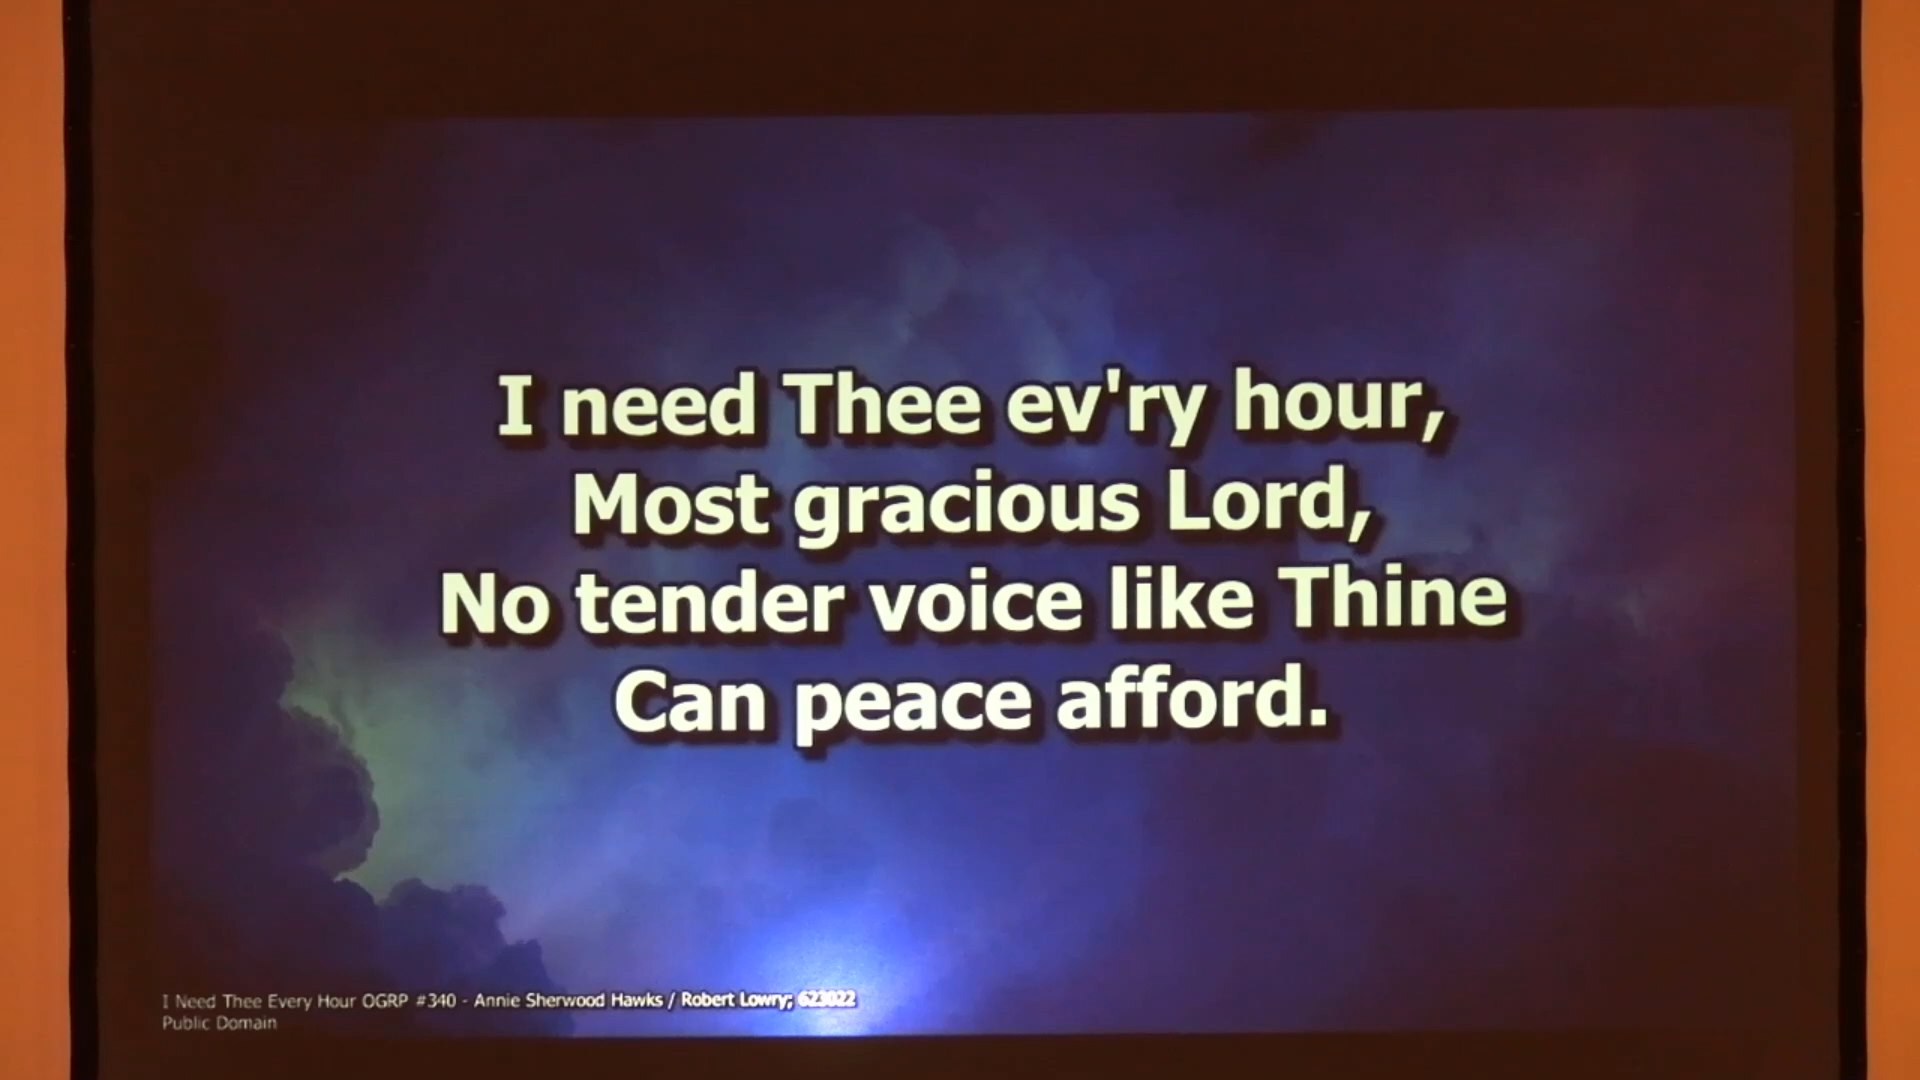 I need Thee ev'ry hour,
Most gracious Lord,
No tender voice like Thine
Can peace afford.
I Need Thee Every Hour OGRP #340 - Annie Sherwood Hawks / Robert Lowry; 623022
Public Domain